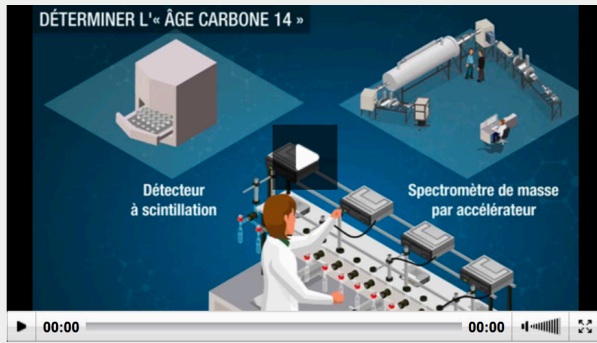 DÉTERMINER L'« ÂGE CARBONE 14 »
Détecteur
à scintillation
Spectromètre de masse
par accélérateur
00:00
00:00